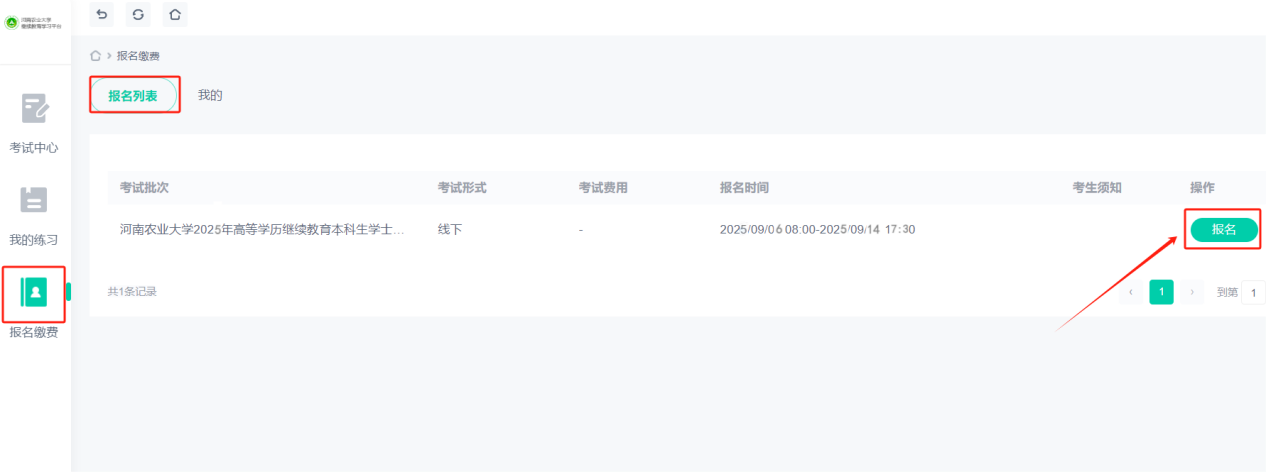 河南农业大学
继续教育学习平台
报名缴费
报名列表
我的
考试中心
我的练习
报名缴费
考试批次 考试形式 考试费用 报名时间 考生须知 操作
河南农业大学2025年高等学历继续教育本科生学士... 线下 - 2025/09/06 08:00-2025/09/14 17:30 报名
共1条记录 1 到第 1